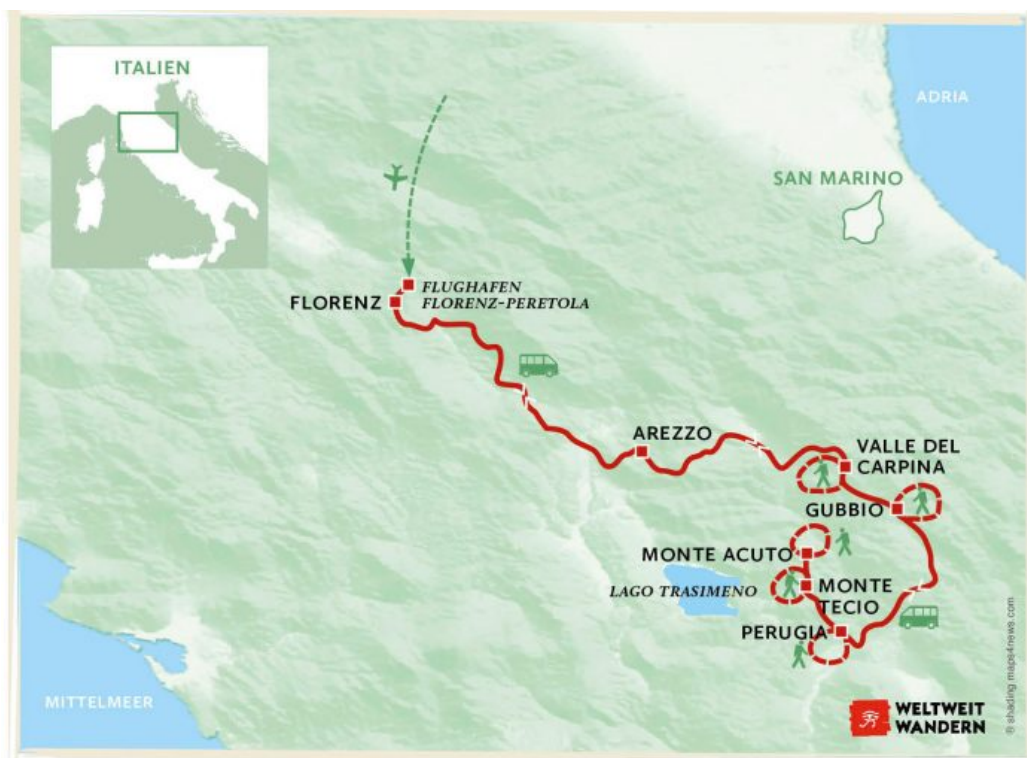 ITALIEN
ADRIA
SAN MARINO
FLUGHAFEN
FLORENZ-PERETOLA
FLORENZ
AREZZO
VALLE DEL
CARPINA
GUBBIO
MONTE ACUTO
LAGO TRASIMENO
MONTE
TECIO
PERUGIA
MITTELMEER
WELTWEIT
WANDERN
© shading maps4news.com